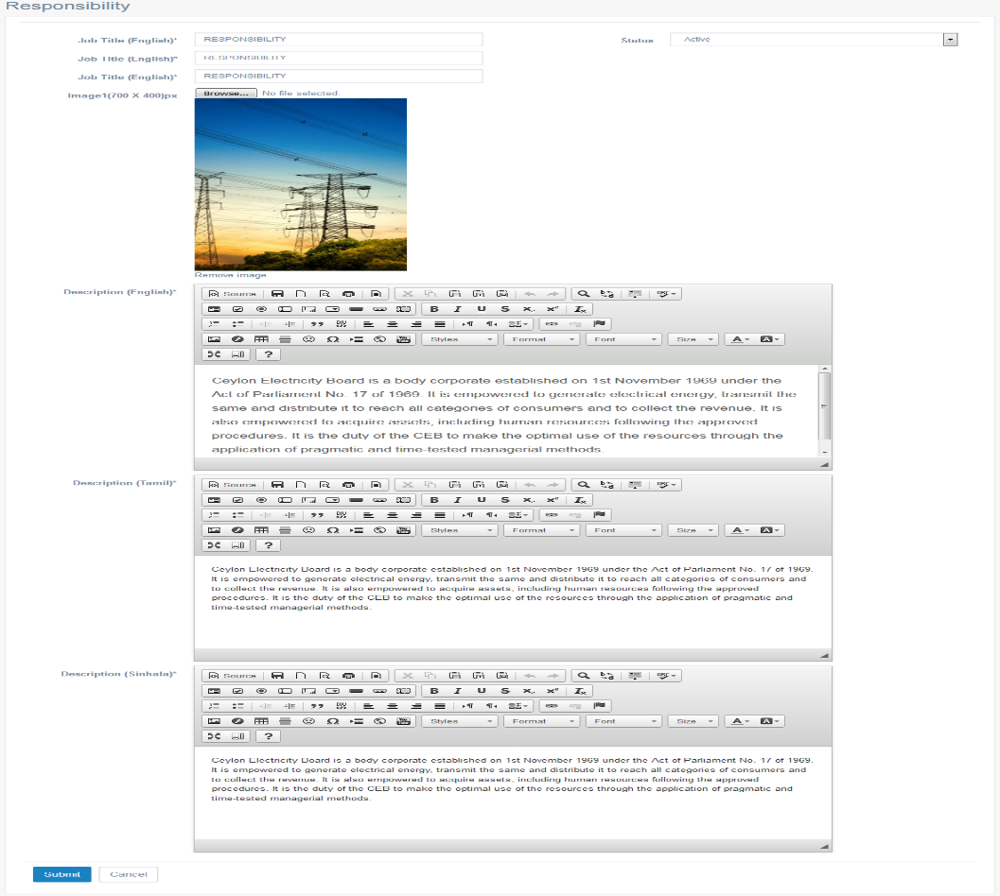 Responsibility
Job Title (English)*
RESPONSIBILITY
Status
Active
Job Title (English)*
RESPONSIBILITY
Job Title (English)*
RESPONSIBILITY
Image1(700 X 400)px
Browse...
No file selected.
Remove image
Description (English)*
Source
B I U S
Styles
Format
Font
Size
A
A
?
Ceylon Electricity Board is a body corporate established on 1st November 1969 under the
Act of Parliament No. 17 of 1969. It is empowered to generate electrical energy, transmit the
same and distribute it to reach all categories of consumers and to collect the revenue. It is
also empowered to acquire assets, including human resources following the approved
procedures. It is the duty of the CEB to make the optimal use of the resources through the
application of pragmatic and time-tested managerial methods.
Description (Tamil)*
Source
B I U S
Styles
Format
Font
Size
A
A
?
Ceylon Electricity Board is a body corporate established on 1st November 1969 under the Act of Parliament No. 17 of 1969.
It is empowered to generate electrical energy, transmit the same and distribute it to reach all categories of consumers and
to collect the revenue. It is also empowered to acquire assets, including human resources following the approved
procedures. It is the duty of the CEB to make the optimal use of the resources through the application of pragmatic and
time-tested managerial methods.
Description (Sinhala)*
Source
B I U S
Styles
Format
Font
Size
A
A
?
Ceylon Electricity Board is a body corporate established on 1st November 1969 under the Act of Parliament No. 17 of 1969.
It is empowered to generate electrical energy, transmit the same and distribute it to reach all categories of consumers and
to collect the revenue. It is also empowered to acquire assets, including human resources following the approved
procedures. It is the duty of the CEB to make the optimal use of the resources through the application of pragmatic and
time-tested managerial methods.
Submit
Cancel